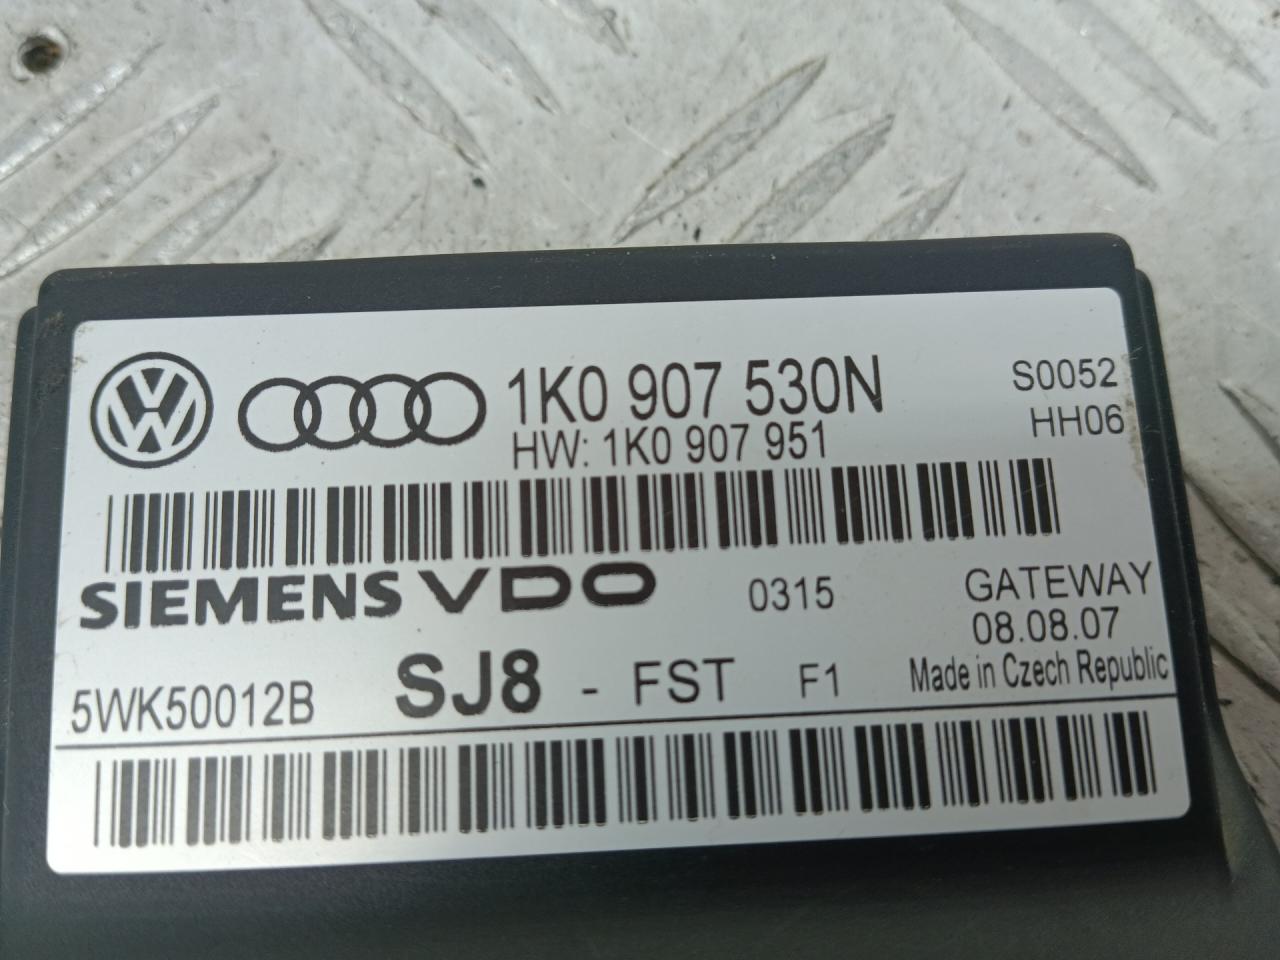 1K0 907 530N S0052
HW: 1K0 907 951 HH06
SIEMENS VDO 0315 GATEWAY
08.08.07
5WK50012B SJ8 - FST F1 Made in Czech Republic